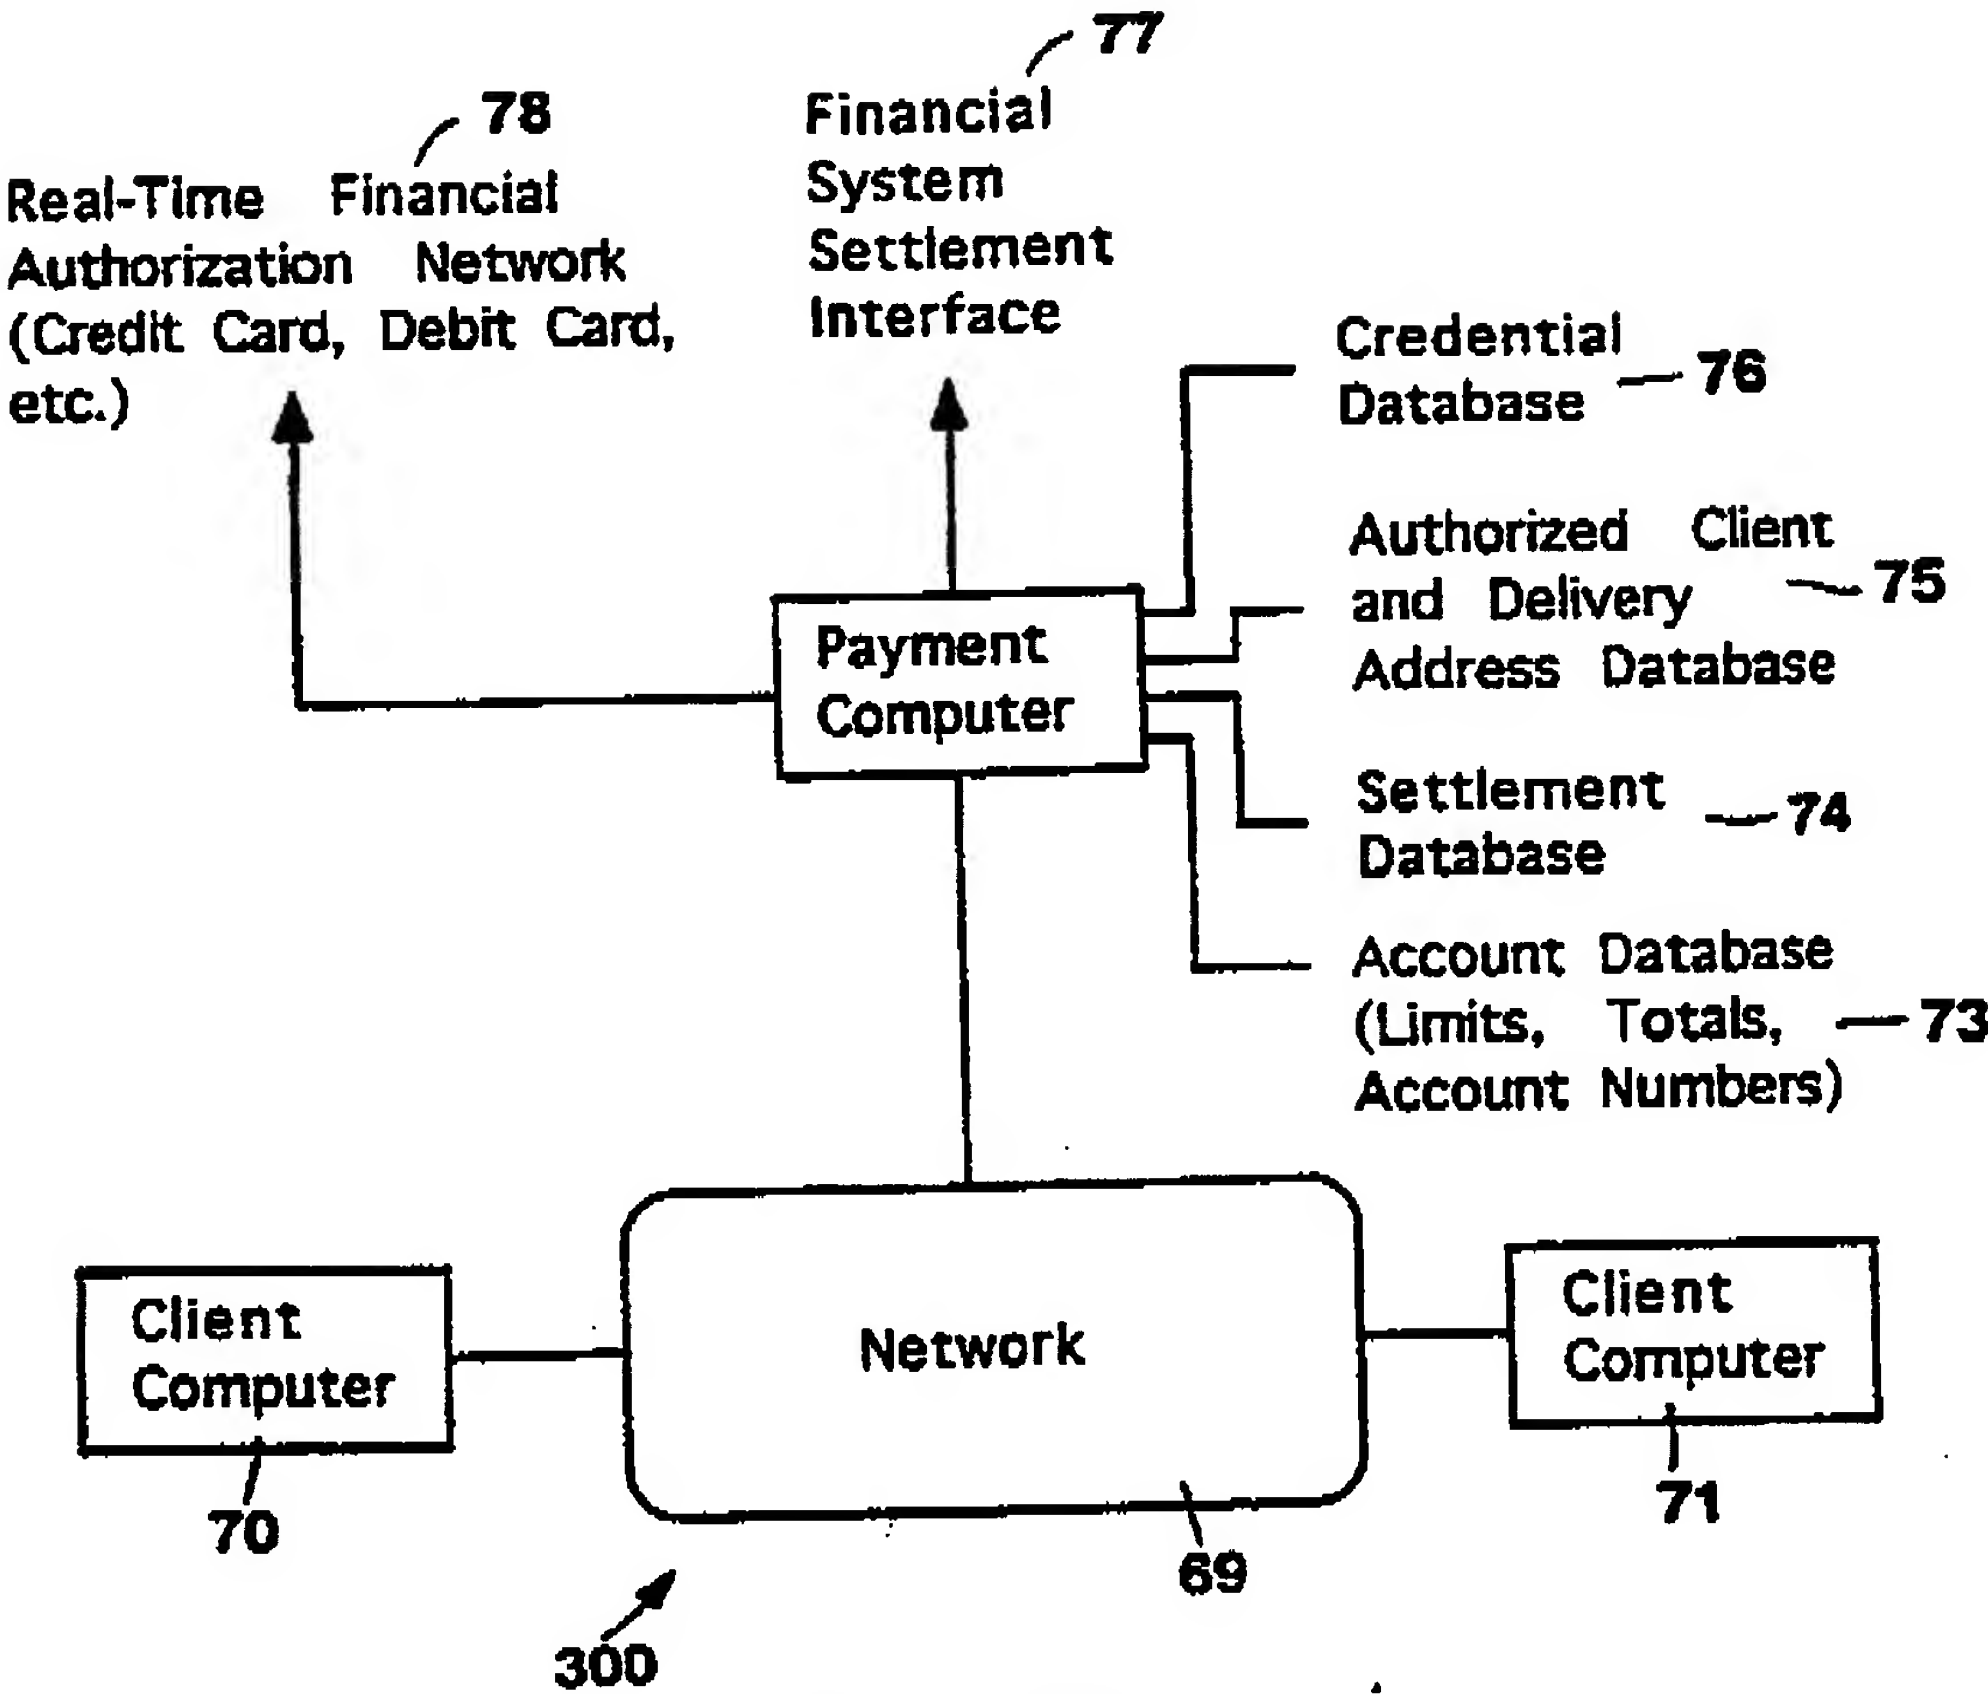 77
78
Financial
System
Settlement
Interface
Real-Time Financial
Authorization Network
(Credit Card, Debit Card,
etc.)
Credential
Database
76
Authorized Client
and Delivery
Address Database
75
Payment
Computer
Settlement
Database
74
Account Database
(Limits, Totals,
Account Numbers)
73
Client
Computer
70
Network
69
Client
Computer
71
300